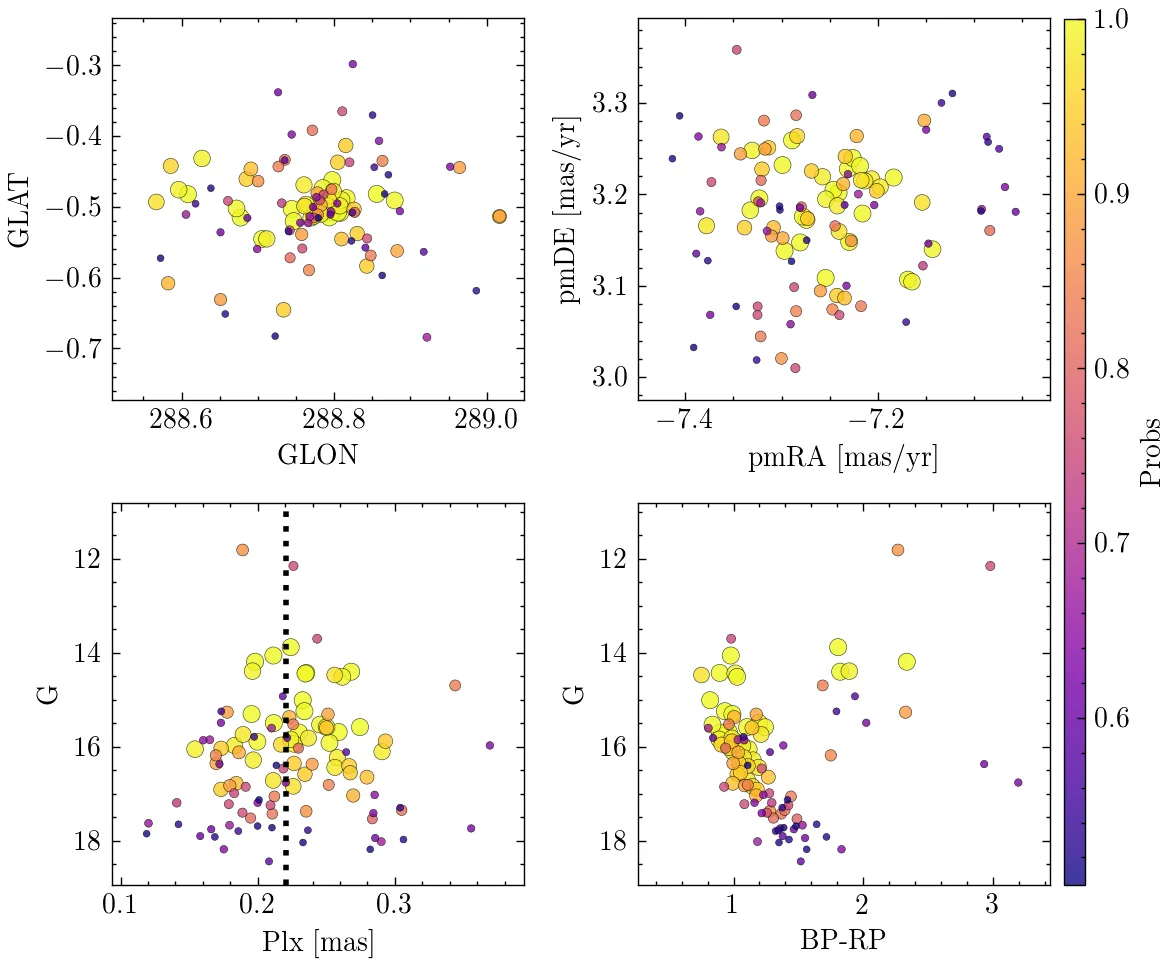 −0.3
−0.4
−0.5
−0.6
−0.7
GLAT
288.6 288.8 289.0
GLON
3.3
3.2
3.1
3.0
pmDE [mas/yr]
−7.4 −7.2
pmRA [mas/yr]
1.0
0.9
0.8
0.7
0.6
Probs
12
14
16
18
G
0.1 0.2 0.3
Plx [mas]
12
14
16
18
G
1 2 3
BP-RP